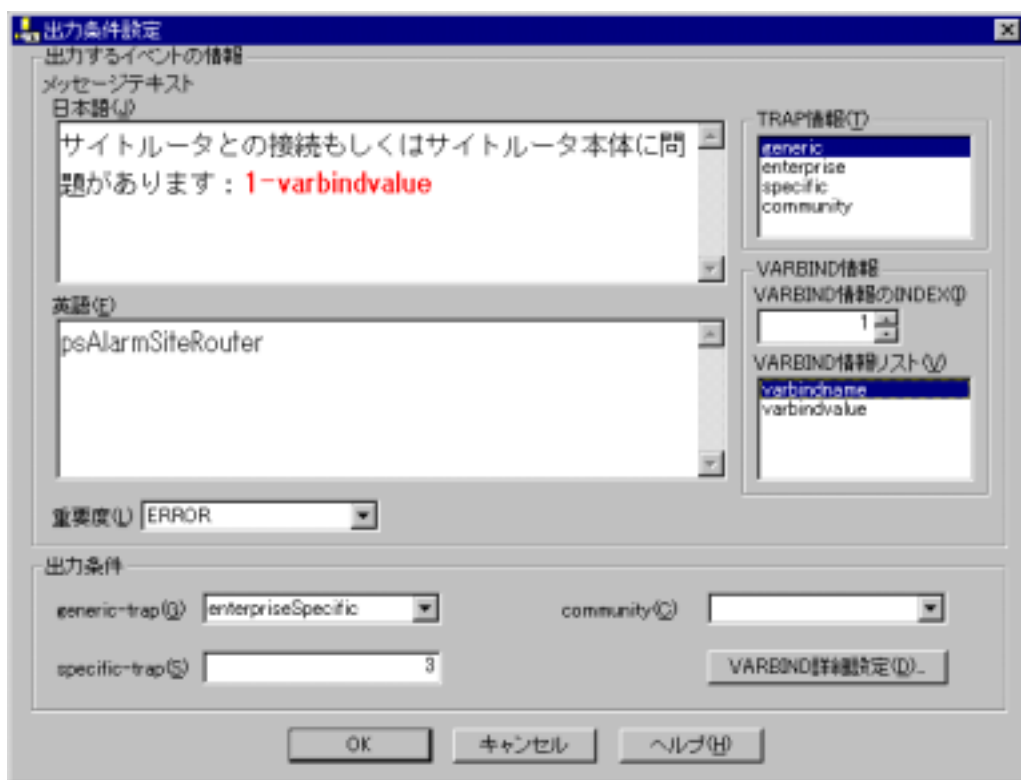 出力条件設定
出力するイベントの情報
メッセージテキスト
日本語(J)
サイトルータとの接続もしくはサイトルータ本体に問
題があります：1-varbindvalue
英語(E)
psAlarmSiteRouter
重要度(L) ERROR
TRAP情報(T)
generic
enterprise
specific
community
VARBIND情報
VARBIND情報のINDEX(I)
1
VARBIND情報リスト(V)
varbindname
varbindvalue
出力条件
generic-trap(G) enterpriseSpecific community(C)
specific-trap(S) 3 VARBIND詳細設定(D)...
OK キャンセル ヘルプ(H)